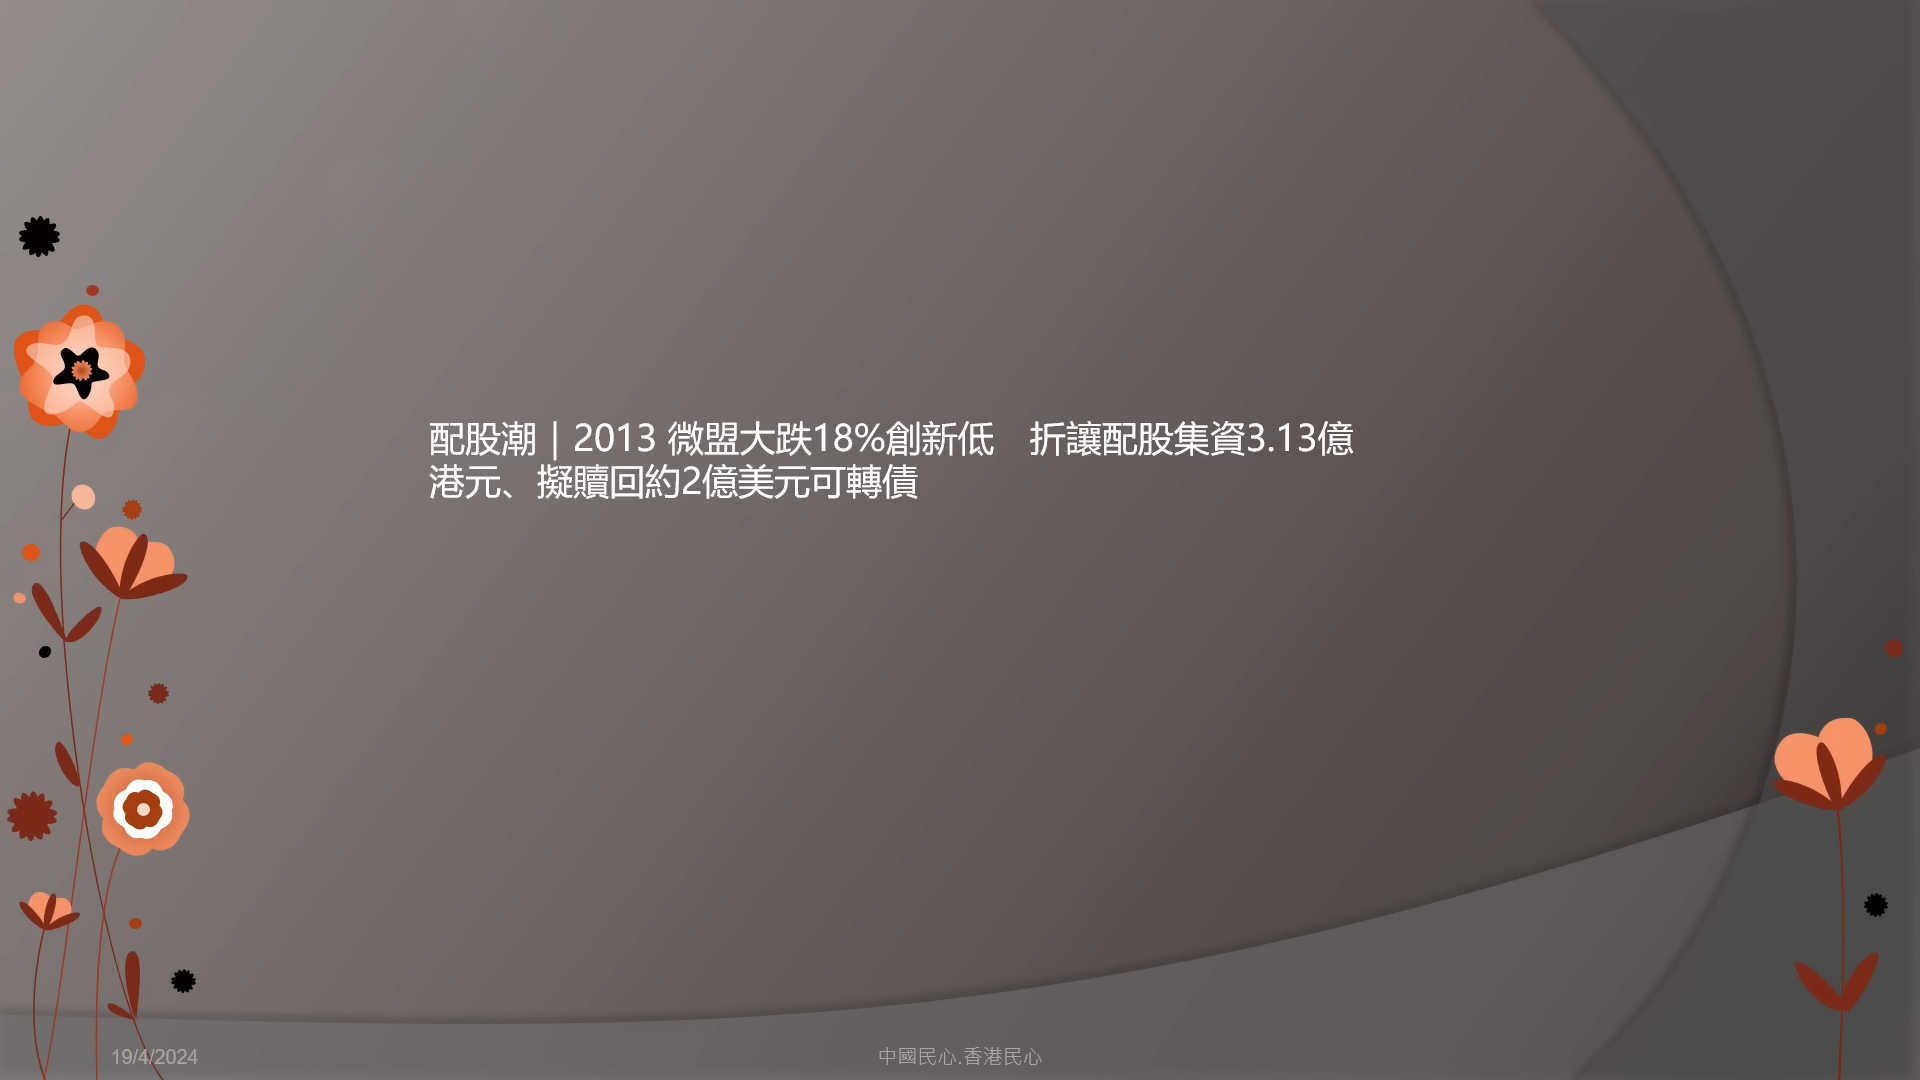 配股潮｜2013 微盟大跌18%創新低　折讓配股集資3.13億
港元、擬贖回約2億美元可轉債
19/4/2024
中國民心.香港民心